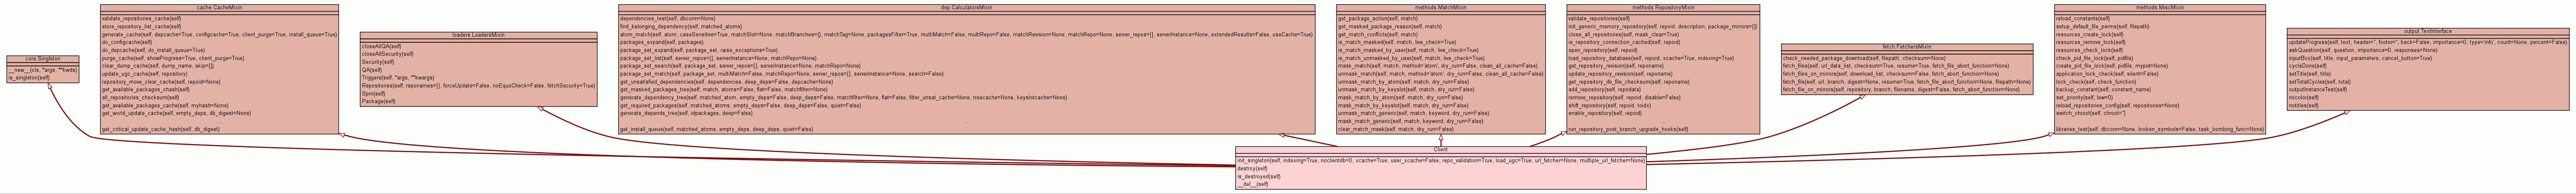 core.Singleton
__new__(cls, *args, **kwds)
is_singleton(self)
cache.CacheMixin
validate_repositories_cache(self)
store_repository_list_cache(self)
generate_cache(self, depcache=True, configcache=True, client_purge=True, install_queue=True)
do_configcache(self)
do_depcache(self, do_install_queue=True)
purge_cache(self, showProgress=True, client_purge=True)
clear_dump_cache(self, dump_name, skip=[])
update_ugc_cache(self, repository)
repository_move_clear_cache(self, repoid=None)
get_available_packages_chash(self)
all_repositories_checksum(self)
get_available_packages_cache(self, myhash=None)
get_world_update_cache(self, empty_deps, db_digest=None)
...
get_critical_update_cache_hash(self, db_digest)
loaders.LoadersMixin
closeAllQA(self)
closeAllSecurity(self)
Security(self)
QA(self)
Triggers(self, *args, **kwargs)
Repositories(self, reponames=[], forceUpdate=False, noEquoCheck=False, fetchSecurity=True)
Spm(self)
Package(self)
dep.CalculatorsMixin
dependencies_test(self, dbconn=None)
find_belonging_dependency(self, matched_atoms)
atom_match(self, atom, caseSensitive=True, matchSlot=None, matchBranches=(), matchTag=None, packagesFilter=True, multiMatch=False, multiRepo=False, matchRevision=None, matchRepo=None, server_repos=[], serverInstance=None, extendedResults=False, useCache=True)
packages_expand(self, packages)
package_set_expand(self, package_set, raise_exceptions=True)
package_set_list(self, server_repos=[], serverInstance=None, matchRepo=None)
package_set_search(self, package_set, server_repos=[], serverInstance=None, matchRepo=None)
package_set_match(self, package_set, multiMatch=False, matchRepo=None, server_repos=[], serverInstance=None, search=False)
get_unsatisfied_dependencies(self, dependencies, deep_deps=False, depcache=None)
get_masked_packages_tree(self, match, atoms=False, flat=False, matchfilter=None)
generate_dependency_tree(self, matched_atom, empty_deps=False, deep_deps=False, matchfilter=None, flat=False, filter_unsat_cache=None, treecache=None, keyslotcache=None)
get_required_packages(self, matched_atoms, empty_deps=False, deep_deps=False, quiet=False)
generate_depends_tree(self, idpackages, deep=False)
...
get_install_queue(self, matched_atoms, empty_deps, deep_deps, quiet=False)
methods.MatchMixin
get_package_action(self, match)
get_masked_package_reason(self, match)
get_match_conflicts(self, match)
is_match_masked(self, match, live_check=True)
is_match_masked_by_user(self, match, live_check=True)
is_match_unmasked_by_user(self, match, live_check=True)
mask_match(self, match, method='atom', dry_run=False, clean_all_cache=False)
unmask_match(self, match, method='atom', dry_run=False, clean_all_cache=False)
unmask_match_by_atom(self, match, dry_run=False)
unmask_match_by_keyslot(self, match, dry_run=False)
mask_match_by_atom(self, match, dry_run=False)
mask_match_by_keyslot(self, match, dry_run=False)
unmask_match_generic(self, match, keyword, dry_run=False)
mask_match_generic(self, match, keyword, dry_run=False)
clear_match_mask(self, match, dry_run=False)
methods.RepositoryMixin
validate_repositories(self)
init_generic_memory_repository(self, repoid, description, package_mirrors=[])
close_all_repositories(self, mask_clear=True)
is_repository_connection_cached(self, repoid)
open_repository(self, repoid)
load_repository_database(self, repoid, xcache=True, indexing=True)
get_repository_revision(self, reponame)
update_repository_revision(self, reponame)
get_repository_db_file_checksum(self, reponame)
add_repository(self, repodata)
remove_repository(self, repoid, disable=False)
shift_repository(self, repoid, toidx)
enable_repository(self, repoid)
...
run_repository_post_branch_upgrade_hooks(self)
fetch.FetchersMixin
check_needed_package_download(self, filepath, checksum=None)
fetch_files(self, url_data_list, checksum=True, resume=True, fetch_file_abort_function=None)
fetch_files_on_mirrors(self, download_list, checksum=False, fetch_abort_function=None)
fetch_file(self, url, branch, digest=None, resume=True, fetch_file_abort_function=None, filepath=None)
fetch_file_on_mirrors(self, repository, branch, filename, digest=False, fetch_abort_function=None)
methods.MiscMixin
reload_constants(self)
setup_default_file_perms(self, filepath)
resources_create_lock(self)
resources_remove_lock(self)
resources_check_lock(self)
check_pid_file_lock(self, pidfile)
create_pid_file_lock(self, pidfile, mypid=None)
application_lock_check(self, silent=False)
lock_check(self, check_function)
backup_constant(self, constant_name)
set_priority(self, low=0)
reload_repositories_config(self, repositories=None)
switch_chroot(self, chroot='')
...
libraries_test(self, dbconn=None, broken_symbols=False, task_bombing_func=None)
output.TextInterface
updateProgress(self, text, header='', footer='', back=False, importance=0, type='info', count=None, percent=False)
askQuestion(self, question, importance=0, responses=None)
inputBox(self, title, input_parameters, cancel_button=True)
cycleDone(self)
setTitle(self, title)
setTotalCycles(self, total)
outputInstanceTest(self)
nocolor(self)
notitles(self)
Client
init_singleton(self, indexing=True, noclientdb=0, xcache=True, user_xcache=False, repo_validation=True, load_ugc=True, url_fetcher=None, multiple_url_fetcher=None)
destroy(self)
is_destroyed(self)
__del__(self)